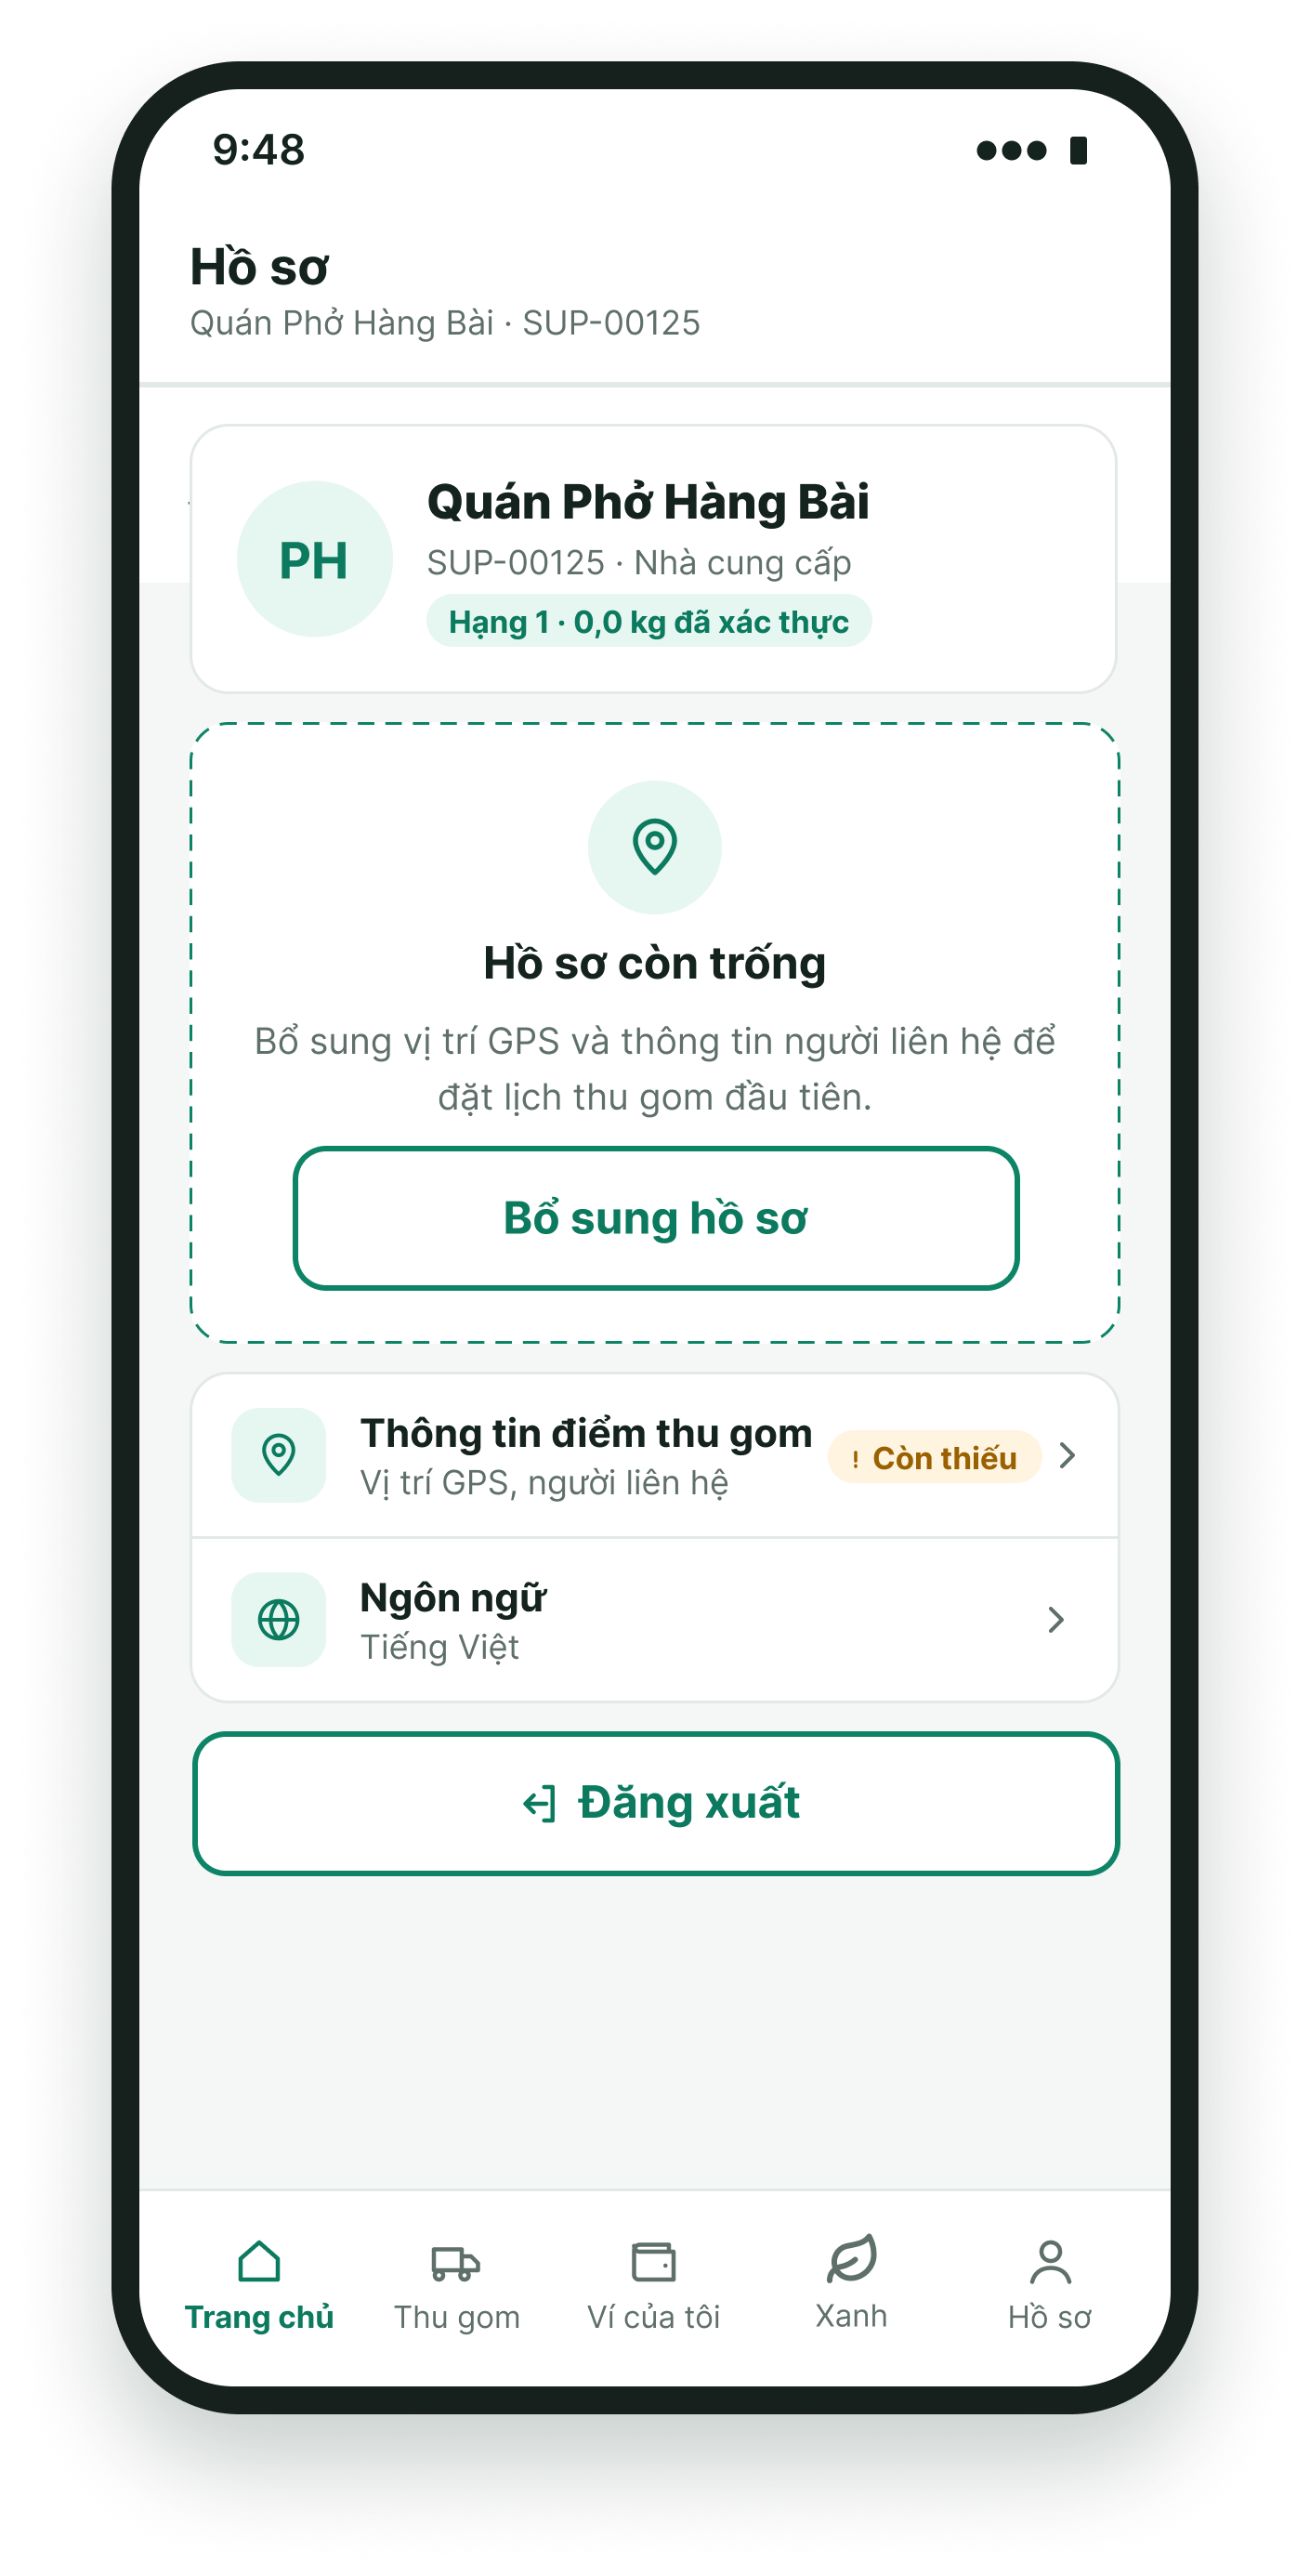 9:48
Hồ sơ
Quán Phở Hàng Bài · SUP-00125
PH
Quán Phở Hàng Bài
SUP-00125 · Nhà cung cấp
Hạng 1 · 0,0 kg đã xác thực
Hồ sơ còn trống
Bổ sung vị trí GPS và thông tin người liên hệ để
đặt lịch thu gom đầu tiên.
Bổ sung hồ sơ
Thông tin điểm thu gom
! Còn thiếu
Vị trí GPS, người liên hệ
Ngôn ngữ
Tiếng Việt
Đăng xuất
Trang chủ
Thu gom
Ví của tôi
Xanh
Hồ sơ